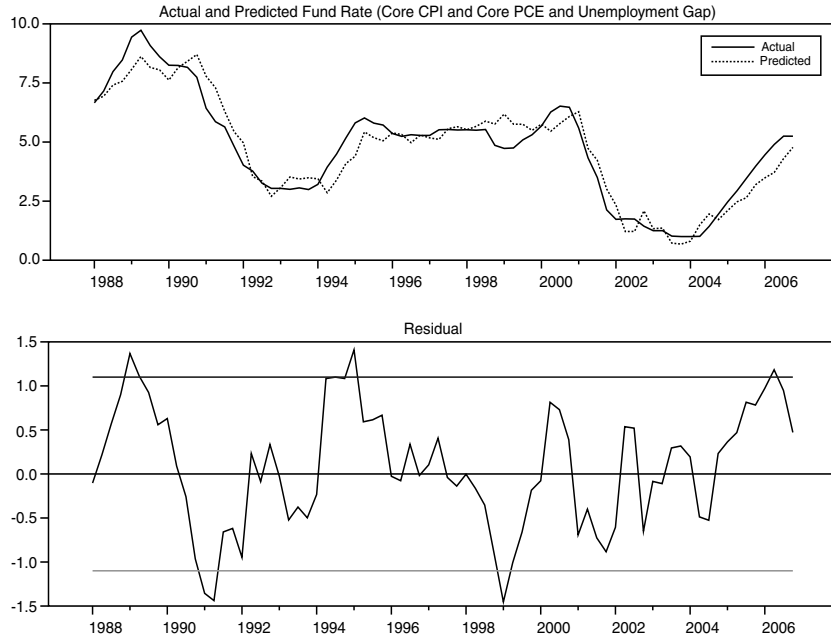 Actual and Predicted Fund Rate (Core CPI and Core PCE and Unemployment Gap)
10.0
7.5
5.0
2.5
0.0
Actual
Predicted
1988 1990 1992 1994 1996 1998 2000 2002 2004 2006
Residual
1.5
1.0
0.5
0.0
-0.5
-1.0
-1.5
1988 1990 1992 1994 1996 1998 2000 2002 2004 2006